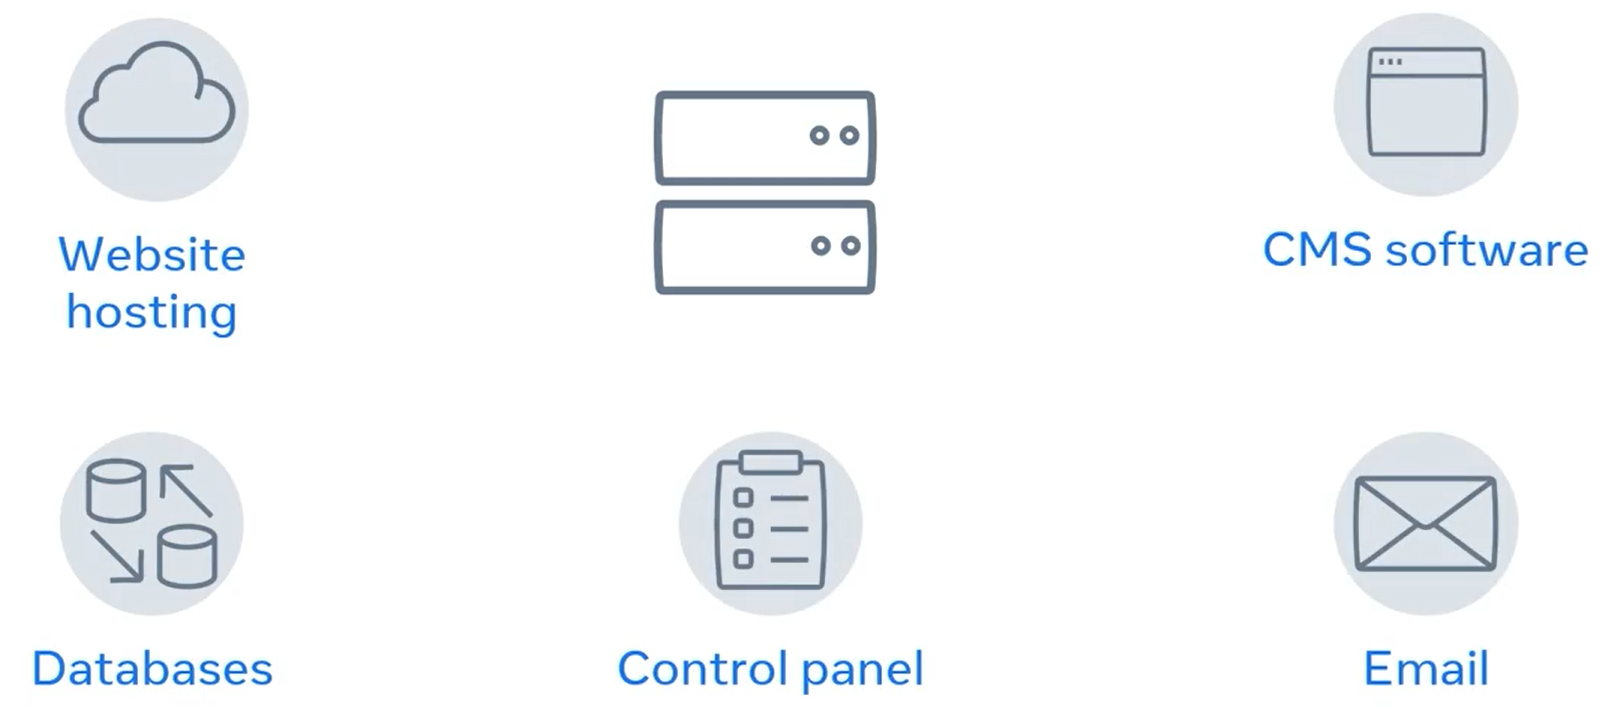 Website
hosting
CMS software
Databases
Control panel
Email